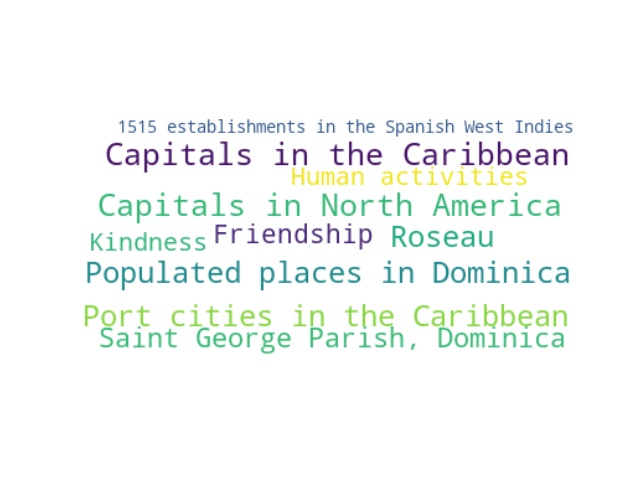 1515 establishments in the Spanish West Indies
Capitals in the Caribbean
Human activities
Capitals in North America
Kindness Friendship Roseau
Populated places in Dominica
Port cities in the Caribbean
Saint George Parish, Dominica